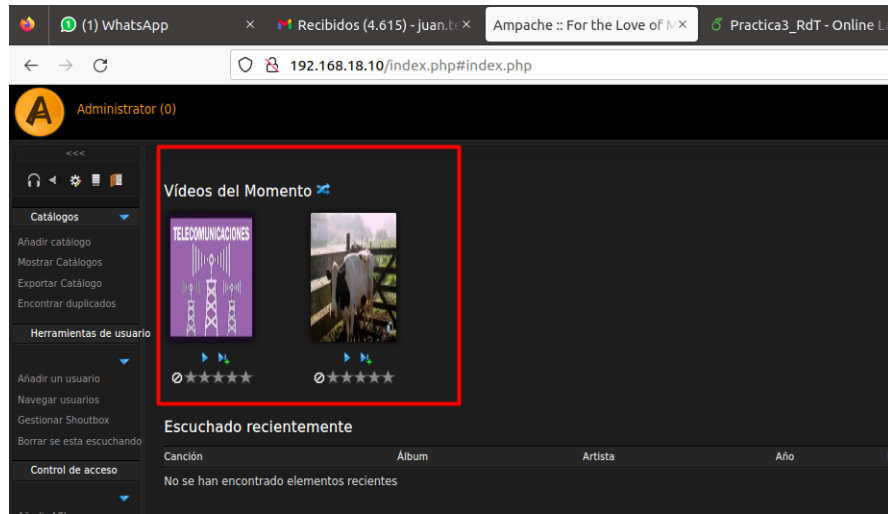 (1) WhatsApp
Recibidos (4.615) - juan.te
Ampache :: For the Love of M
Practica3_RdT - Online L
192.168.18.10/index.php#index.php
Administrator (0)
<<<
Catálogos
Añadir catálogo
Mostrar Catálogos
Exportar Catálogo
Encontrar duplicados
Herramientas de usuario
Añadir un usuario
Navegar usuarios
Gestionar Shoutbox
Borrar se esta escuchando
Control de acceso
Vídeos del Momento
TELECOMUNICACIONES
Escuchado recientemente
Canción Álbum Artista Año
No se han encontrado elementos recientes